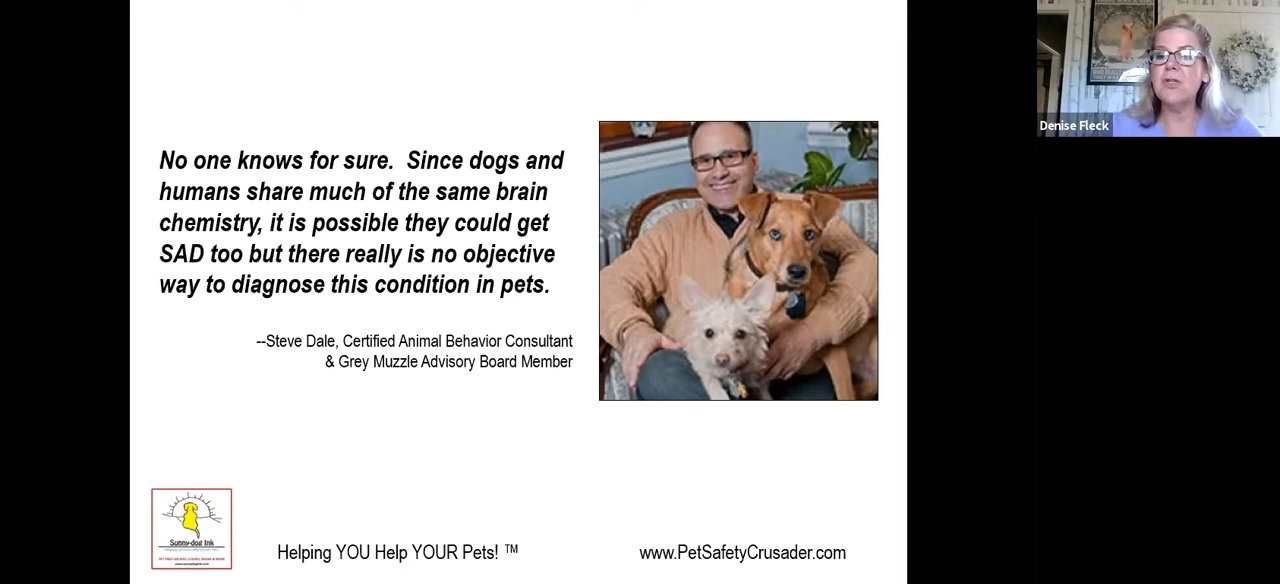 No one knows for sure.  Since dogs and
humans share much of the same brain
chemistry, it is possible they could get
SAD too but there really is no objective
way to diagnose this condition in pets.
--Steve Dale, Certified Animal Behavior Consultant
& Grey Muzzle Advisory Board Member
Denise Fleck
Sunny-dog Ink
Helping YOU Help YOUR Pets! ™
www.PetSafetyCrusader.com